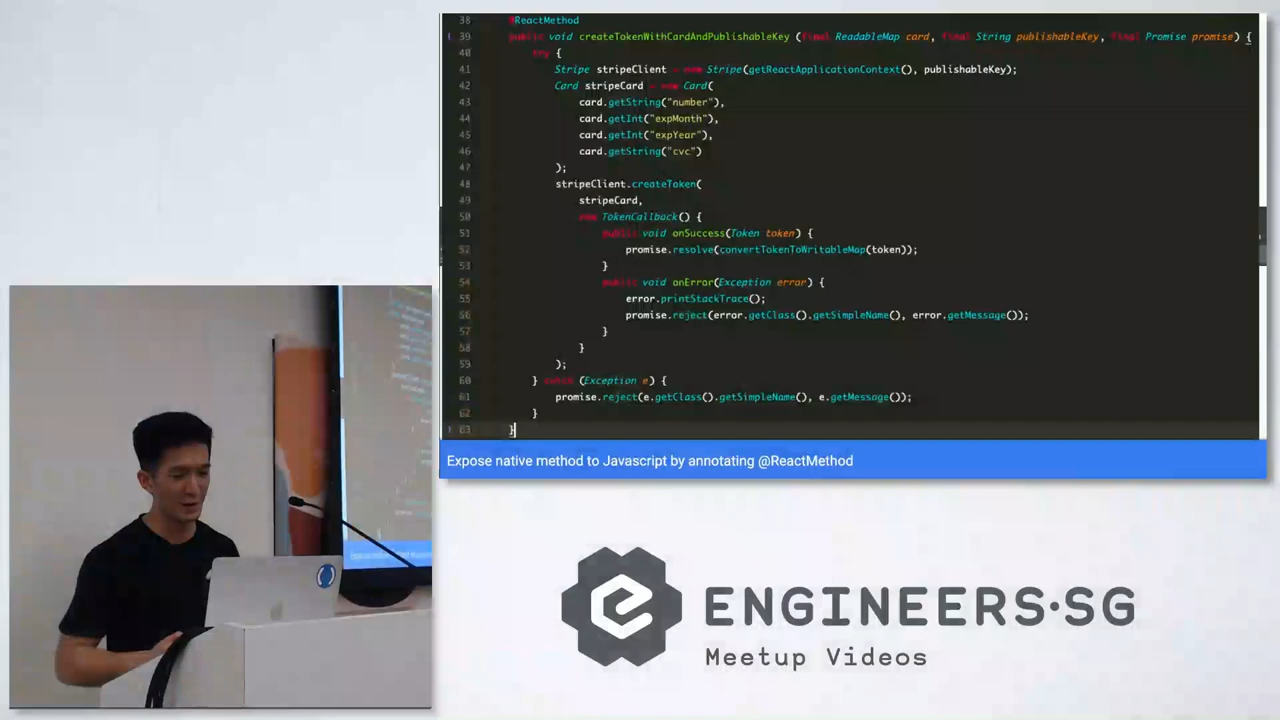 38 @ReactMethod
39 public void createTokenWithCardAndPublishableKey (final ReadableMap card, final String publishableKey, final Promise promise) {
40 try {
41 Stripe stripeClient = new Stripe(getReactApplicationContext(), publishableKey);
42 Card stripeCard = new Card(
43 card.getString("number"),
44 card.getInt("expMonth"),
45 card.getInt("expYear"),
46 card.getString("cvc")
47 );
48 stripeClient.createToken(
49 stripeCard,
50 new TokenCallback() {
51 public void onSuccess(Token token) {
52 promise.resolve(convertTokenToWritableMap(token));
53 }
54 public void onError(Exception error) {
55 error.printStackTrace();
56 promise.reject(error.getClass().getSimpleName(), error.getMessage());
57 }
58 }
59 );
60 } catch (Exception e) {
61 promise.reject(e.getClass().getSimpleName(), e.getMessage());
62 }
63 }
Expose native method to Javascript by annotating @ReactMethod
ENGINEERS·SG
Meetup Videos